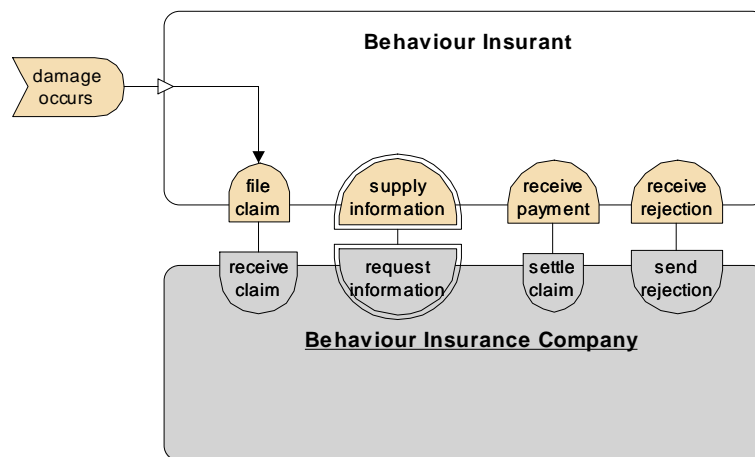 Behaviour Insurant
damage
occurs
file
claim
supply
information
receive
payment
receive
rejection
receive
claim
request
information
settle
claim
send
rejection
Behaviour Insurance Company